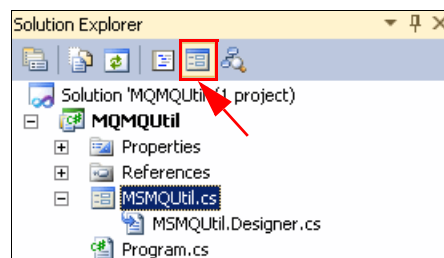 Solution Explorer
Solution 'MQMQUtil' (1 project)
MQMQUtil
Properties
References
MSMQUtil.cs
MSMQUtil.Designer.cs
Program.cs